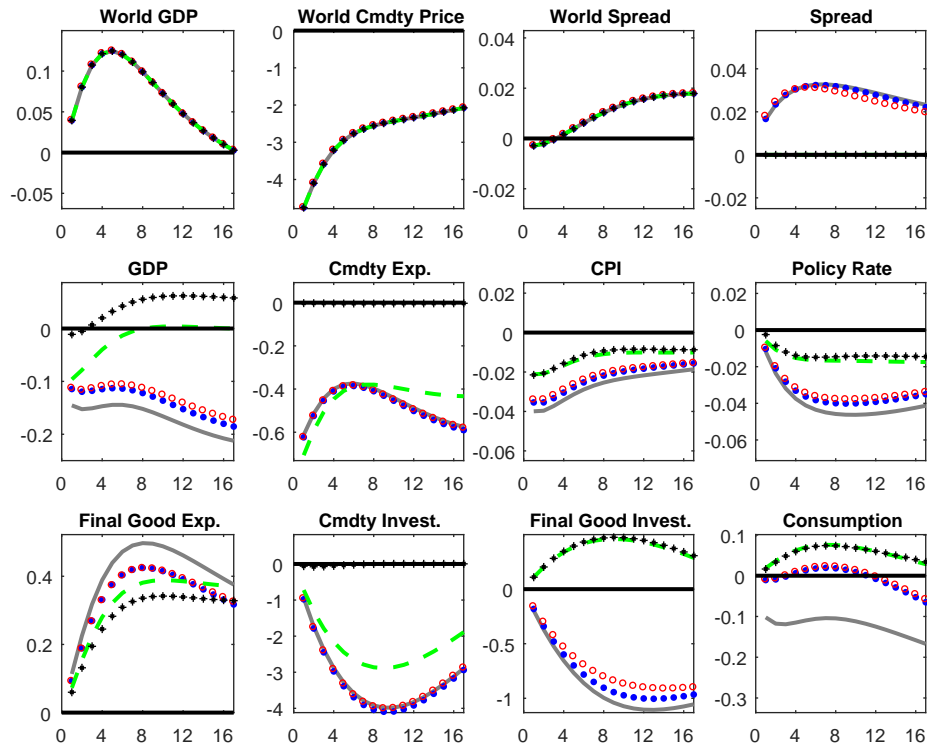 World GDP
World Cmdty Price
World Spread
Spread
0.1
0.05
0
-0.05
0 4 8 12 16
0
-1
-2
-3
-4
0 4 8 12 16
0.04
0.02
0
-0.02
0 4 8 12 16
0.04
0.02
0
-0.02
0 4 8 12 16
GDP
Cmdty Exp.
CPI
Policy Rate
0
-0.1
-0.2
0 4 8 12 16
0
-0.2
-0.4
-0.6
0 4 8 12 16
0.02
0
-0.02
-0.04
-0.06
0 4 8 12 16
0.02
0
-0.02
-0.04
-0.06
0 4 8 12 16
Final Good Exp.
Cmdty Invest.
Final Good Invest.
Consumption
0.4
0.2
0
0 4 8 12 16
0
-1
-2
-3
-4
0 4 8 12 16
0
-0.5
-1
0 4 8 12 16
0.1
0
-0.1
-0.2
-0.3
0 4 8 12 16